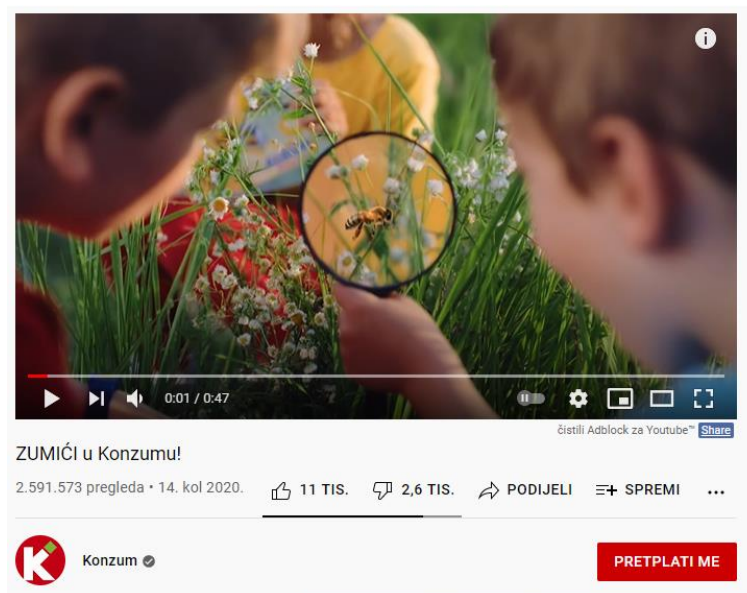 0:01 / 0:47
čistili Adblock za Youtube™ Share
ZUMIĆI u Konzumu!
2.591.573 pregleda • 14. kol 2020.
11 TIS. 2,6 TIS. PODIJELI SPREMI ...
Konzum
PRETPLATI ME